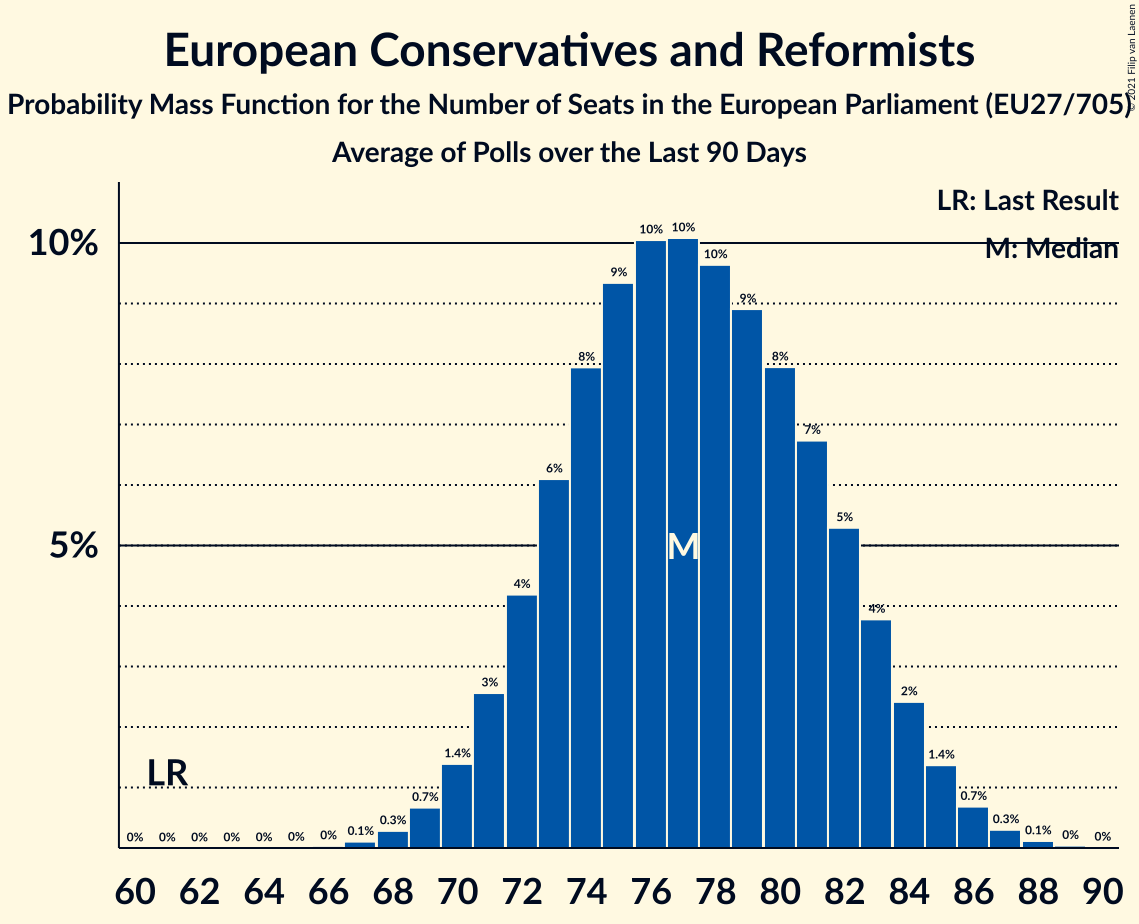 European Conservatives and Reformists
Probability Mass Function for the Number of Seats in the European Parliament (EU27/705)
Average of Polls over the Last 90 Days
© 2021 Filip van Laenen
LR: Last Result
M: Median
10%
5%
0% 0% 0% 0% 0% 0% 0% 0.1% 0.3% 0.7% 1.4% 3% 4% 6% 8% 9% 10% 10% 10% 9% 8% 7% 5% 4% 2% 1.4% 0.7% 0.3% 0.1% 0% 0%
LR
M
60 62 64 66 68 70 72 74 76 78 80 82 84 86 88 90